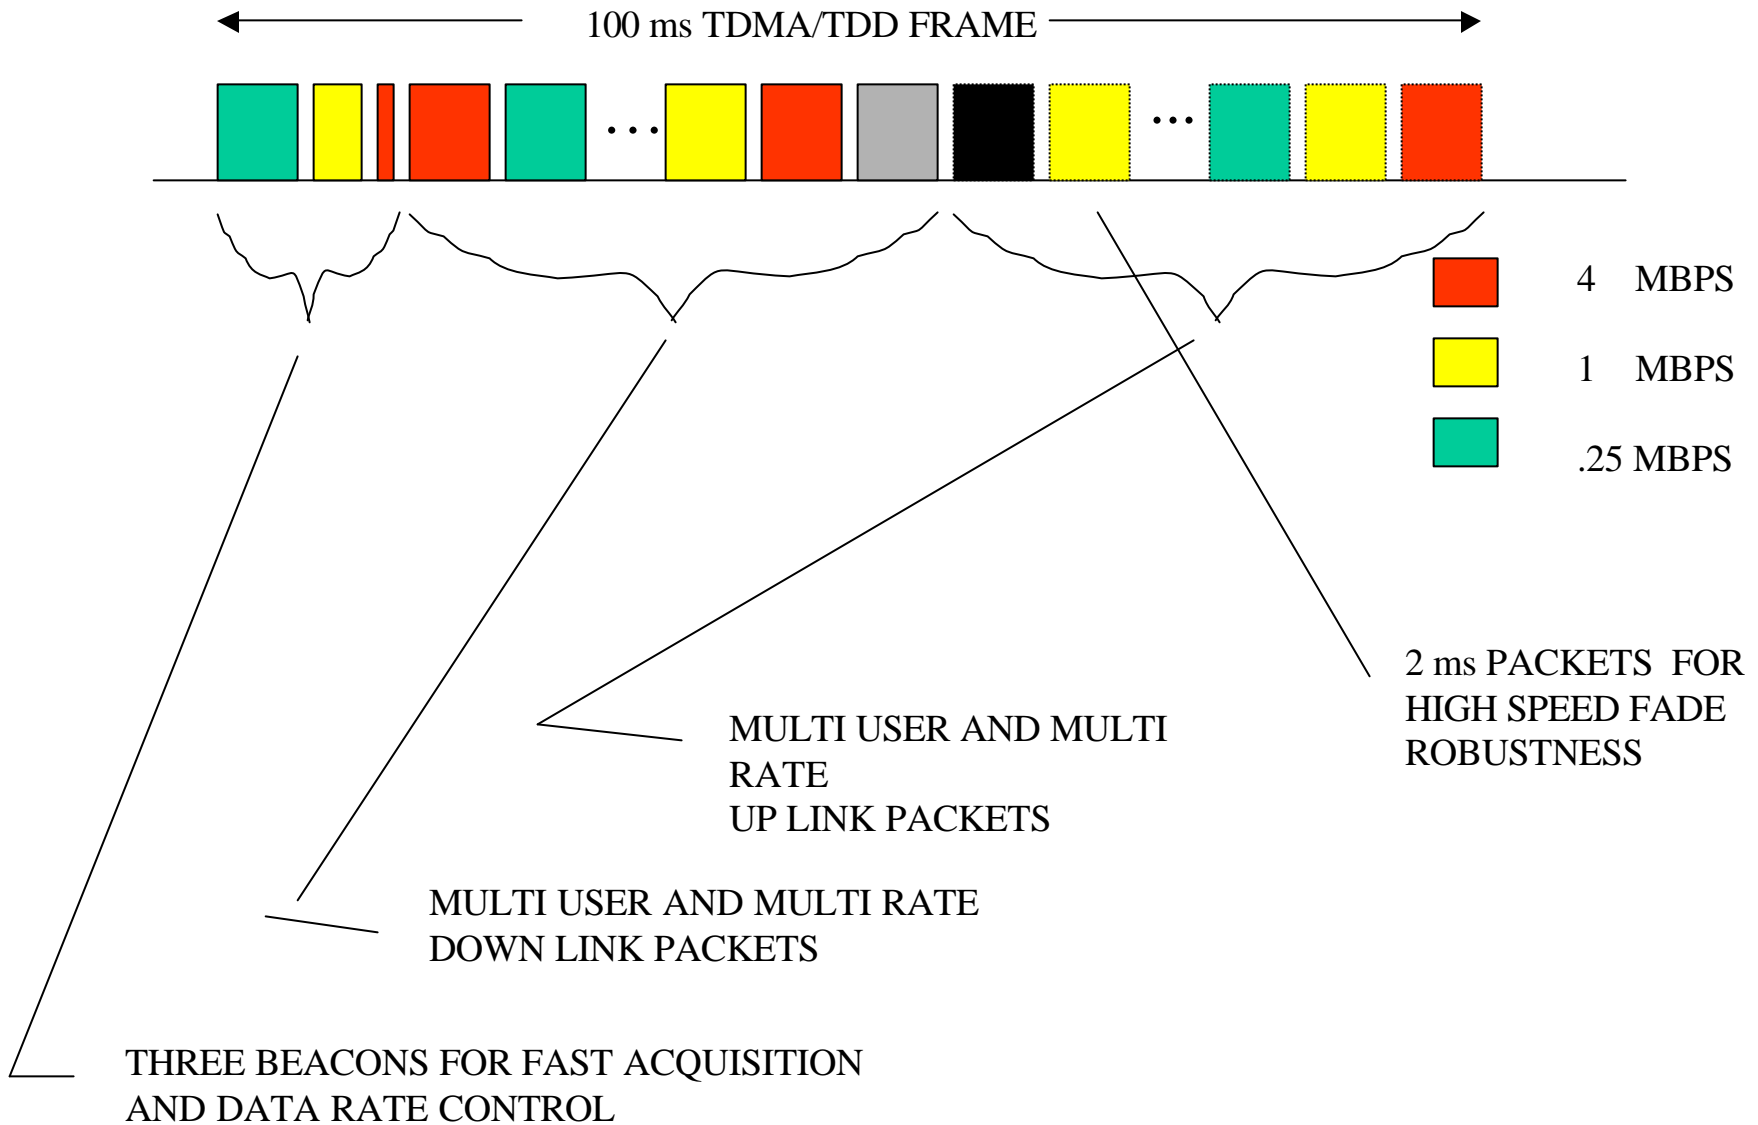 100 ms TDMA/TDD FRAME
4 MBPS
1 MBPS
.25 MBPS
2 ms PACKETS FOR
HIGH SPEED FADE
ROBUSTNESS
MULTI USER AND MULTI
RATE
UP LINK PACKETS
MULTI USER AND MULTI RATE
DOWN LINK PACKETS
THREE BEACONS FOR FAST ACQUISITION
AND DATA RATE CONTROL